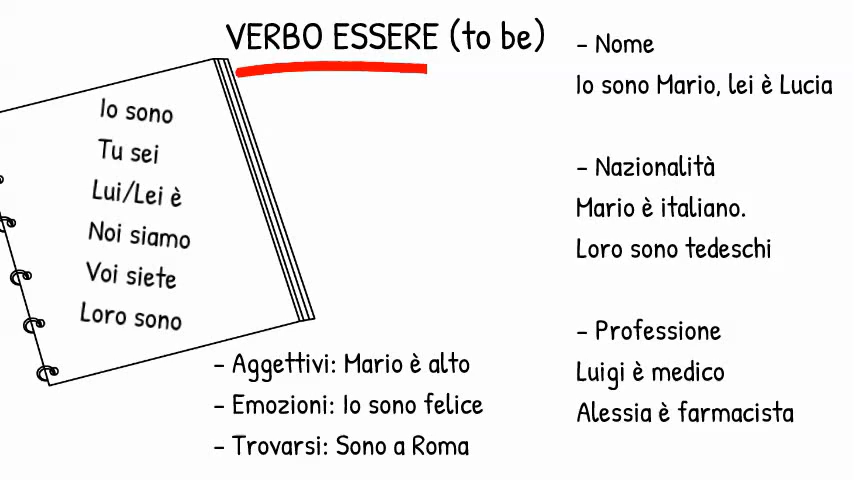 VERBO ESSERE (to be)
Io sono
Tu sei
Lui/Lei è
Noi siamo
Voi siete
Loro sono
- Aggettivi: Mario è alto
- Emozioni: Io sono felice
- Trovarsi: Sono a Roma
- Nome
Io sono Mario, lei è Lucia
- Nazionalità
Mario è italiano.
Loro sono tedeschi
- Professione
Luigi è medico
Alessia è farmacista